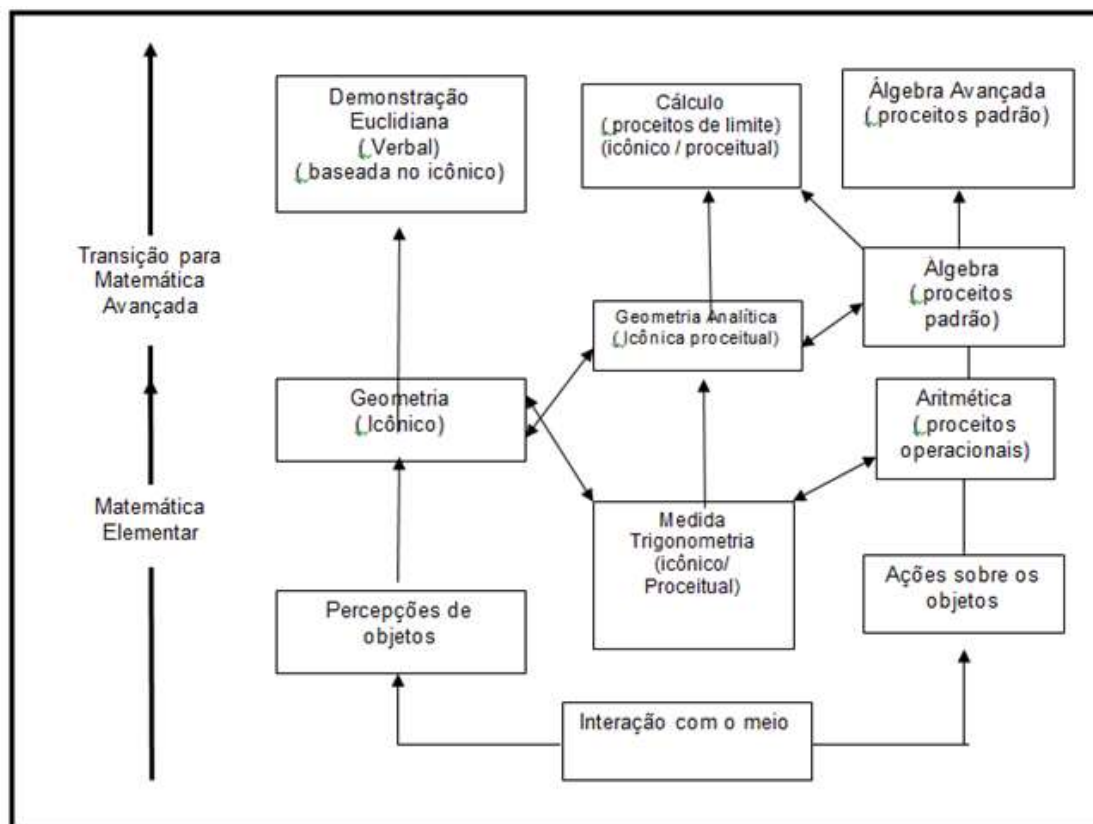 Demonstração
Euclidiana
( Verbal)
( baseada no icônico)
Cálculo
( proceitos de limite)
(icônico / proceitual)
Álgebra Avançada
( proceitos padrão)
Transição para
Matemática
Avançada
Geometria Analítica
( Icônica proceitual)
Álgebra
( proceitos
padrão)
Geometria
( Icônico)
Aritmética
( proceitos
operacionais)
Matemática
Elementar
Medida
Trigonometria
(icônico/
Proceitual)
Percepções de
objetos
Ações sobre os
objetos
Interação com o meio